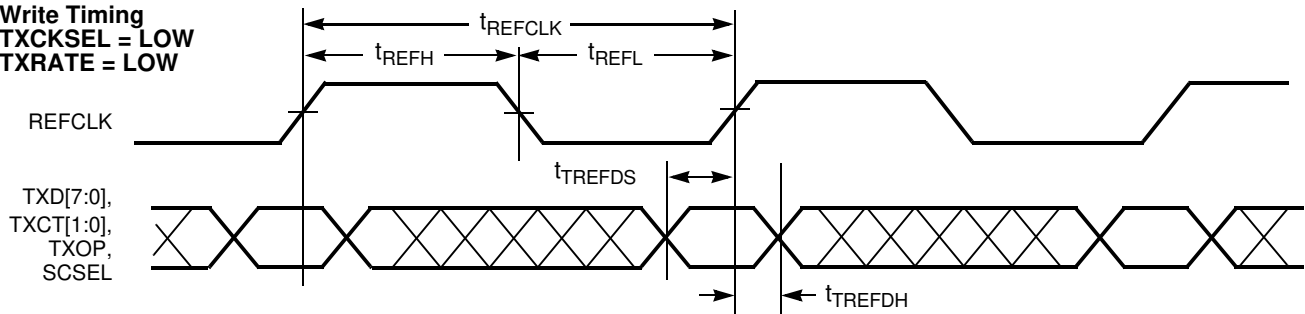 Write Timing
TXCKSEL = LOW
TXRATE = LOW
tREFCLK
tREFH
tREFL
REFCLK
tTREFDS
TXD[7:0],
TXCT[1:0],
TXOP,
SCSEL
tTREFDH